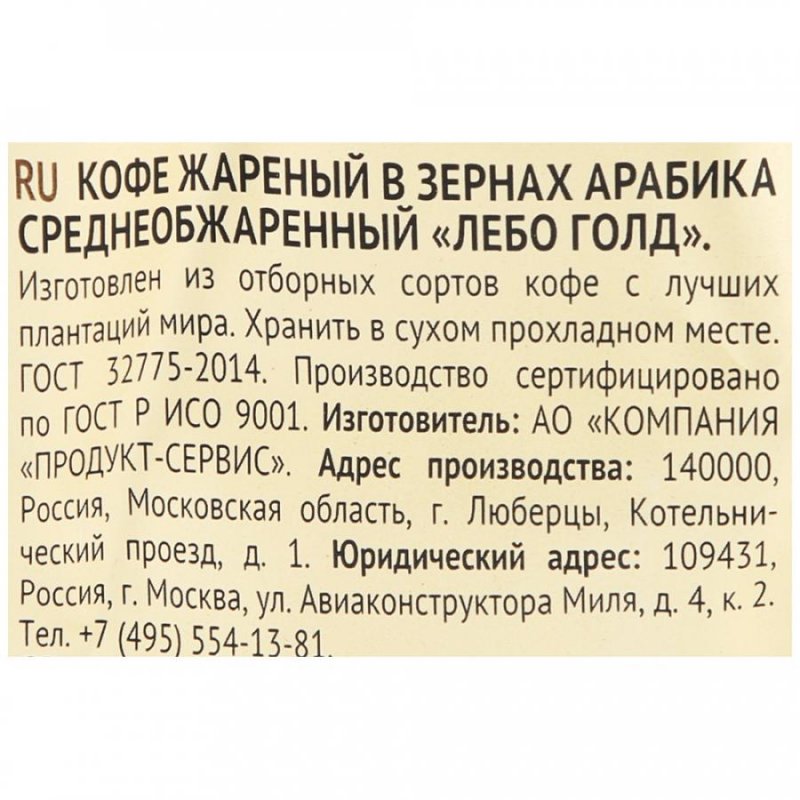 RU КОФЕ ЖАРЕНЫЙ В ЗЕРНАХ АРАБИКА
СРЕДНЕОБЖАРЕННЫЙ «ЛЕБО ГОЛД».
Изготовлен из отборных сортов кофе с лучших
плантаций мира. Хранить в сухом прохладном месте.
ГОСТ 32775-2014. Производство сертифицировано
по ГОСТ Р ИСО 9001. Изготовитель: АО «КОМПАНИЯ
«ПРОДУКТ-СЕРВИС». Адрес производства: 140000,
Россия, Московская область, г. Люберцы, Котельни-
ческий проезд, д. 1. Юридический адрес: 109431,
Россия, г. Москва, ул. Авиаконструктора Миля, д. 4, к. 2.
Тел. +7 (495) 554-13-81.